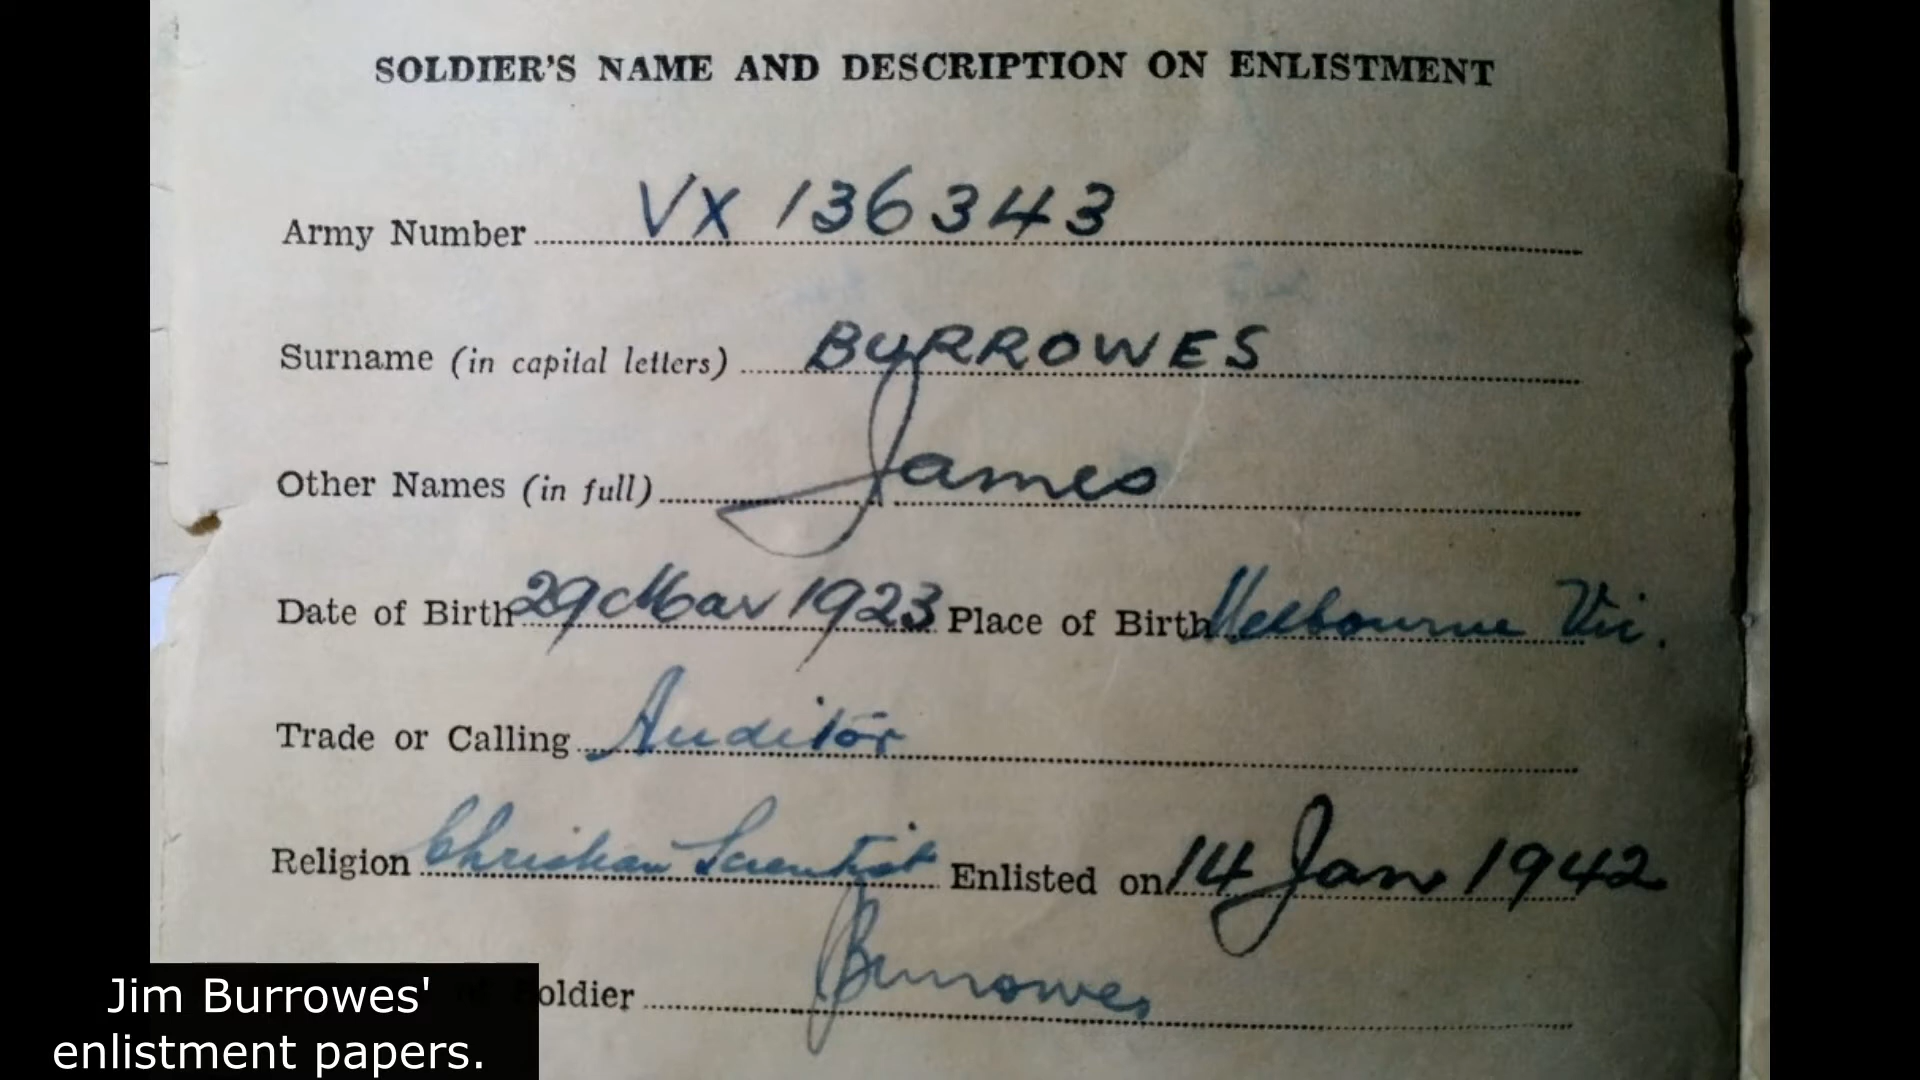 SOLDIER'S NAME AND DESCRIPTION ON ENLISTMENT
Army Number VX 136343
Surname (in capital letters) BURROWES
Other Names (in full) James
Date of Birth 29 Mar 1923 Place of Birth Melbourne Vic.
Trade or Calling Auditor
Religion Christian Scientist Enlisted on 14 Jan 1942
oldier JBurrowes
Jim Burrowes'
enlistment papers.